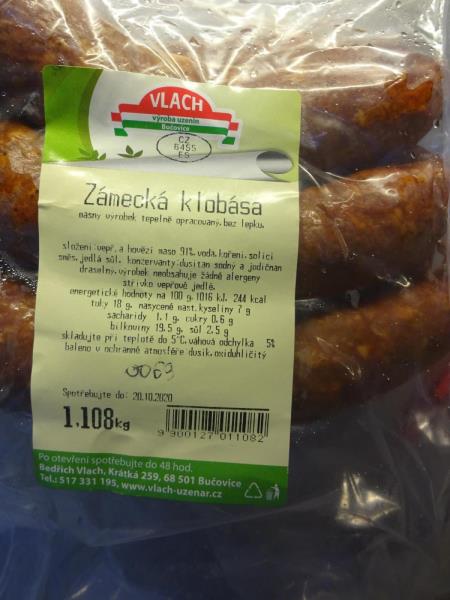 VLACH
výroba uzenin
Bučovice
CZ
6455
ES
Zámecká klobása
masný výrobek tepelně opracovaný.bez lepku.
složení:vepř.a hovězí maso 91%.voda.koření.solící
směs.jedlá sůl. konzervanty:dusitan sodný a jodičnan
draselný.výrobek neobsahuje žádné alergeny
střívko vepřové jedlé.
energetické hodnoty na 100 g.1016 kJ. 244 kcal
tuky 18 g. nasycené mast.kyseliny 7 g
sacharidy 1.1 g. cukry 0.6 g
bílkoviny 19.5 g. sůl 2.5 g
skladujte při teplotě do 5°C.váhová odchylka 5%
baleno v ochranné atmosféře dusík.oxiduhličitý
Spotřebujte do: 20.10.2020
1,108kg
9 900127 011082
Po otevření spotřebujte do 48 hod.
Bedřich Vlach, Krátká 259, 68 501 Bučovice
Tel.: 517 331 195, www.vlach-uzenar.cz